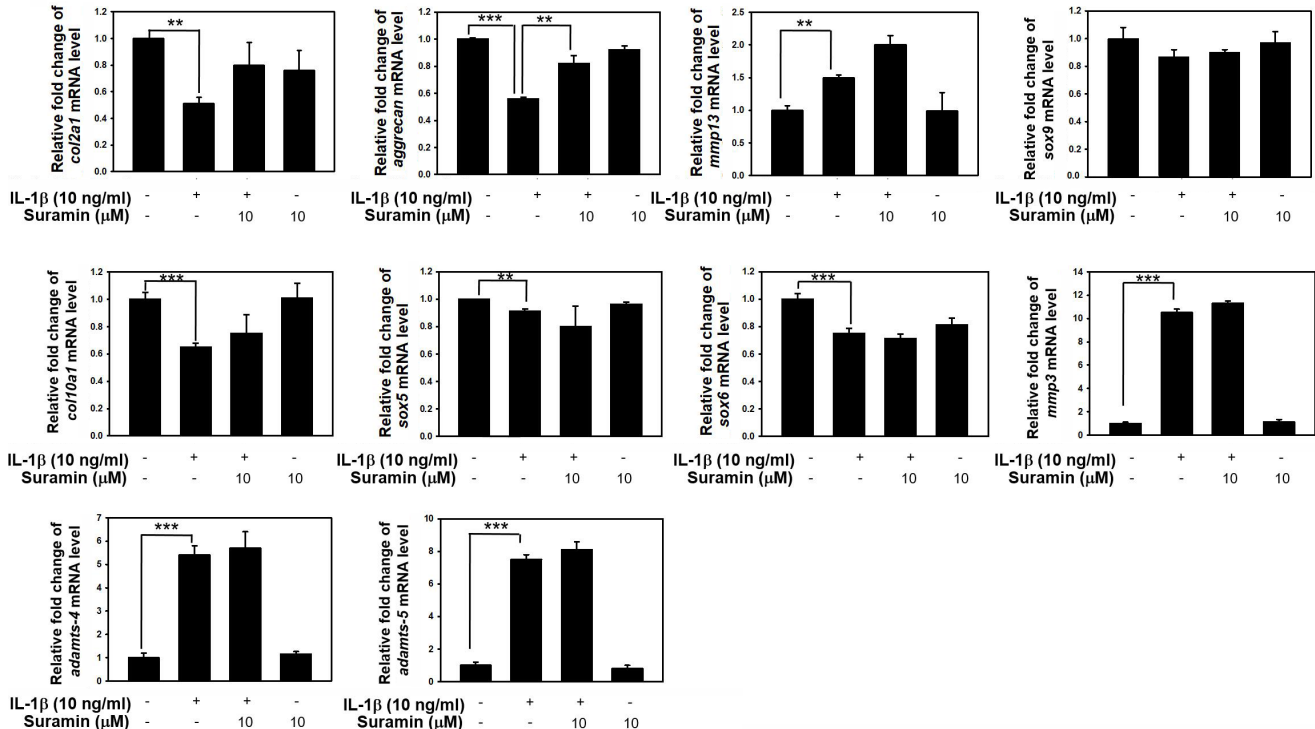 Relative fold change of
col2a1 mRNA level
1.2
1.0
0.8
0.6
0.4
0.2
0.0
**
IL-1β (10 ng/ml) - + + -
Suramin (μM) - - 10 10
Relative fold change of
aggrecan mRNA level
1.2
1.0
0.8
0.6
0.4
0.2
0.0
*** **
IL-1β (10 ng/ml) - + + -
Suramin (μM) - - 10 10
Relative fold change of
mmp13 mRNA level
2.5
2.0
1.5
1.0
0.5
0.0
**
IL-1β (10 ng/ml) - + + -
Suramin (μM) - - 10 10
Relative fold change of
sox9 mRNA level
1.2
1.0
0.8
0.6
0.4
0.2
0.0
IL-1β (10 ng/ml) - + + -
Suramin (μM) - - 10 10
Relative fold change of
col10a1 mRNA level
1.2
1.0
0.8
0.6
0.4
0.2
0.0
***
IL-1β (10 ng/ml) - + + -
Suramin (μM) - - 10 10
Relative fold change of
sox5 mRNA level
1.2
1.0
0.8
0.6
0.4
0.2
0.0
**
IL-1β (10 ng/ml) - + + -
Suramin (μM) - - 10 10
Relative fold change of
sox6 mRNA level
1.2
1.0
0.8
0.6
0.4
0.2
0.0
***
IL-1β (10 ng/ml) - + + -
Suramin (μM) - - 10 10
Relative fold change of
mmp3 mRNA level
14
12
10
8
6
4
2
0
***
IL-1β (10 ng/ml) - + + -
Suramin (μM) - - 10 10
Relative fold change of
adamts-4 mRNA level
7
6
5
4
3
2
1
0
***
IL-1β (10 ng/ml) - + + -
Suramin (μM) - - 10 10
Relative fold change of
adamts-5 mRNA level
10
8
6
4
2
0
***
IL-1β (10 ng/ml) - + + -
Suramin (μM) - - 10 10